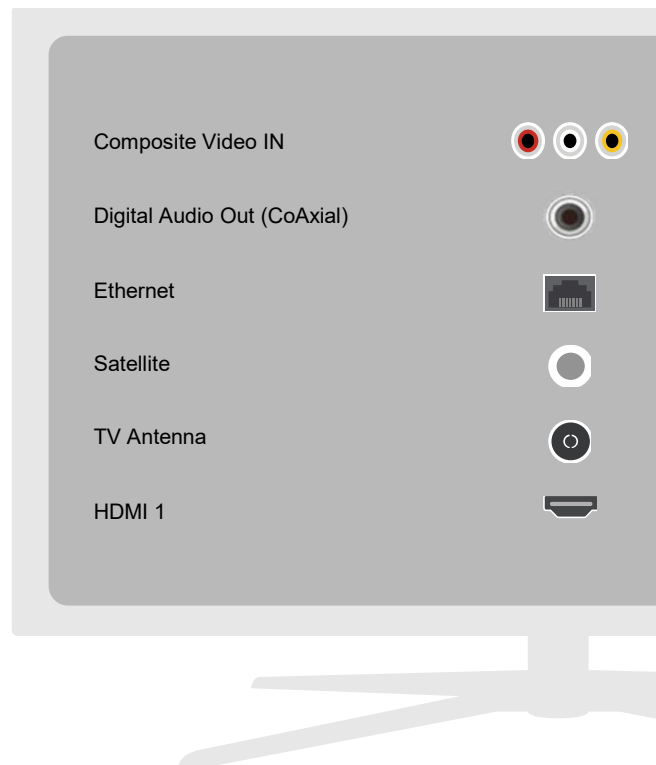 Composite Video IN
Digital Audio Out (CoAxial)
Ethernet
Satellite
TV Antenna
HDMI 1